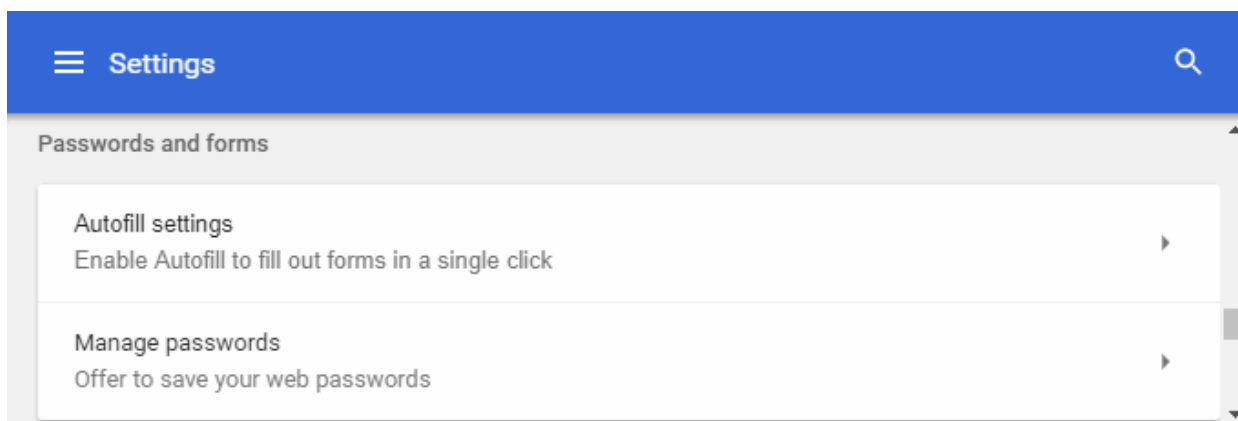 Settings
Passwords and forms
Autofill settings
Enable Autofill to fill out forms in a single click
Manage passwords
Offer to save your web passwords